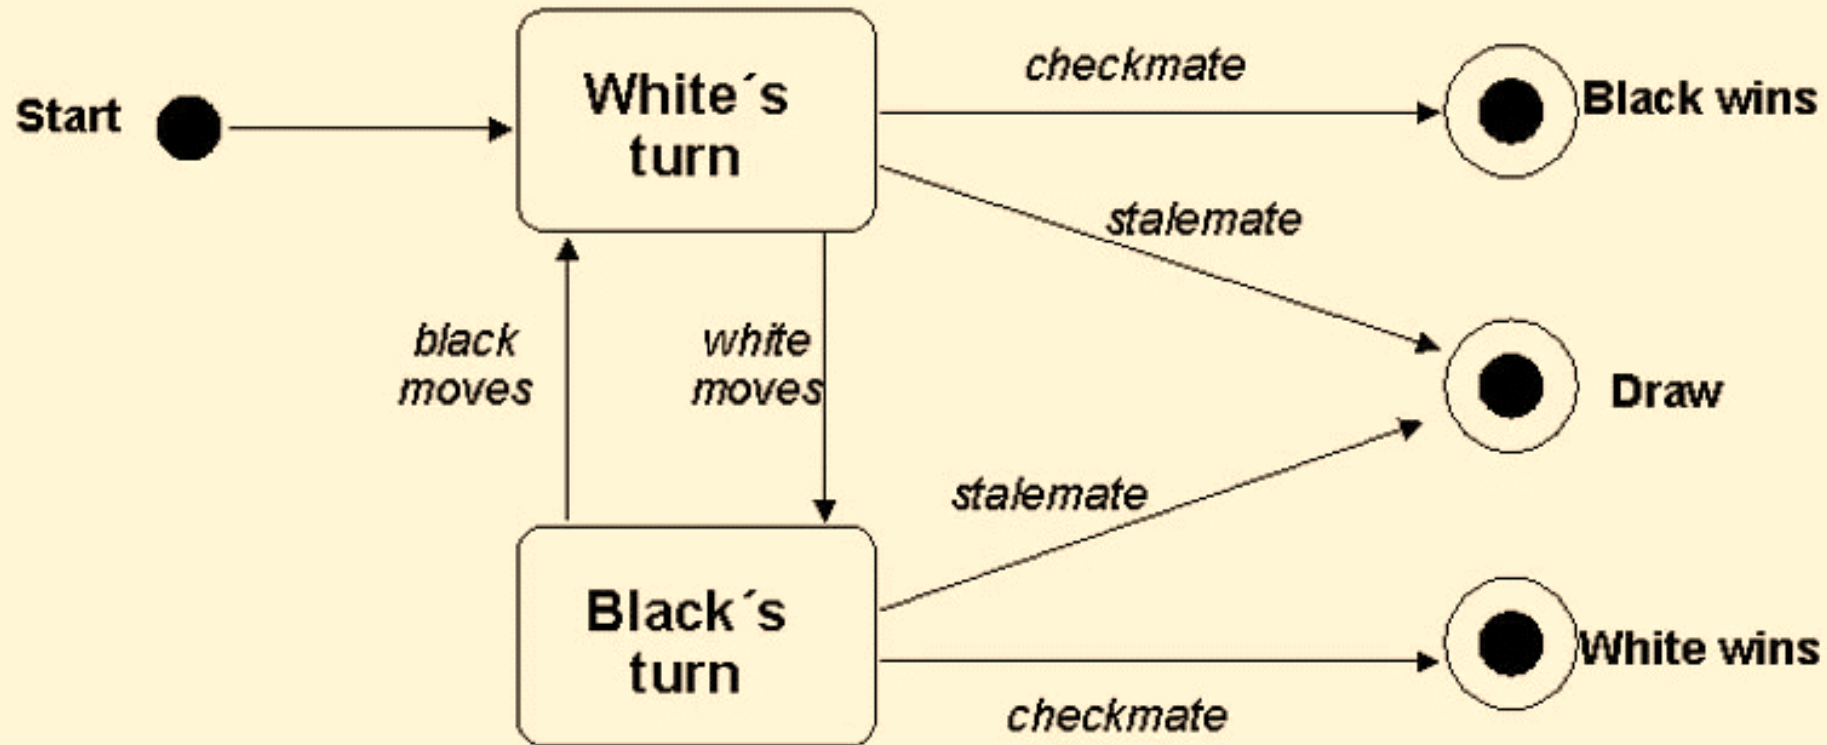 Start
White´s
turn
checkmate
Black wins
stalemate
black
moves
white
moves
Draw
stalemate
Black´s
turn
White wins
checkmate